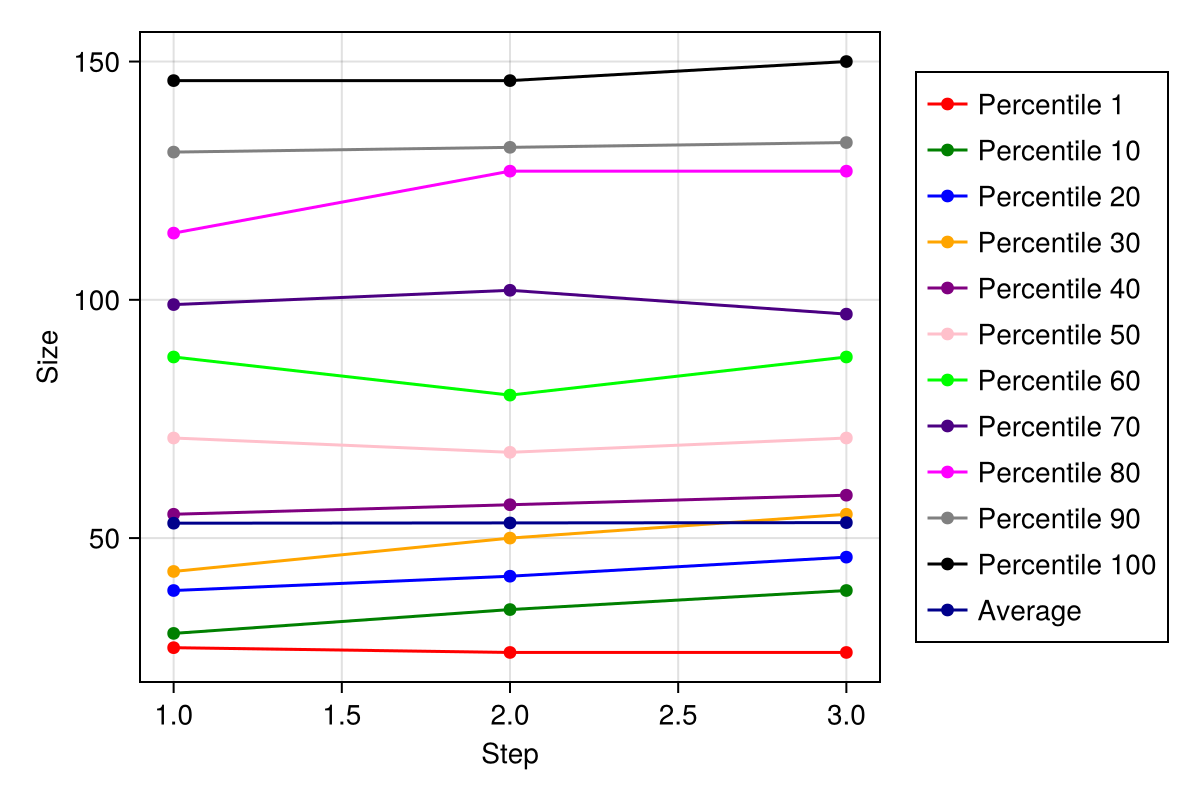 150
100
50
Size
1.0 1.5 2.0 2.5 3.0
Step
Percentile 1
Percentile 10
Percentile 20
Percentile 30
Percentile 40
Percentile 50
Percentile 60
Percentile 70
Percentile 80
Percentile 90
Percentile 100
Average